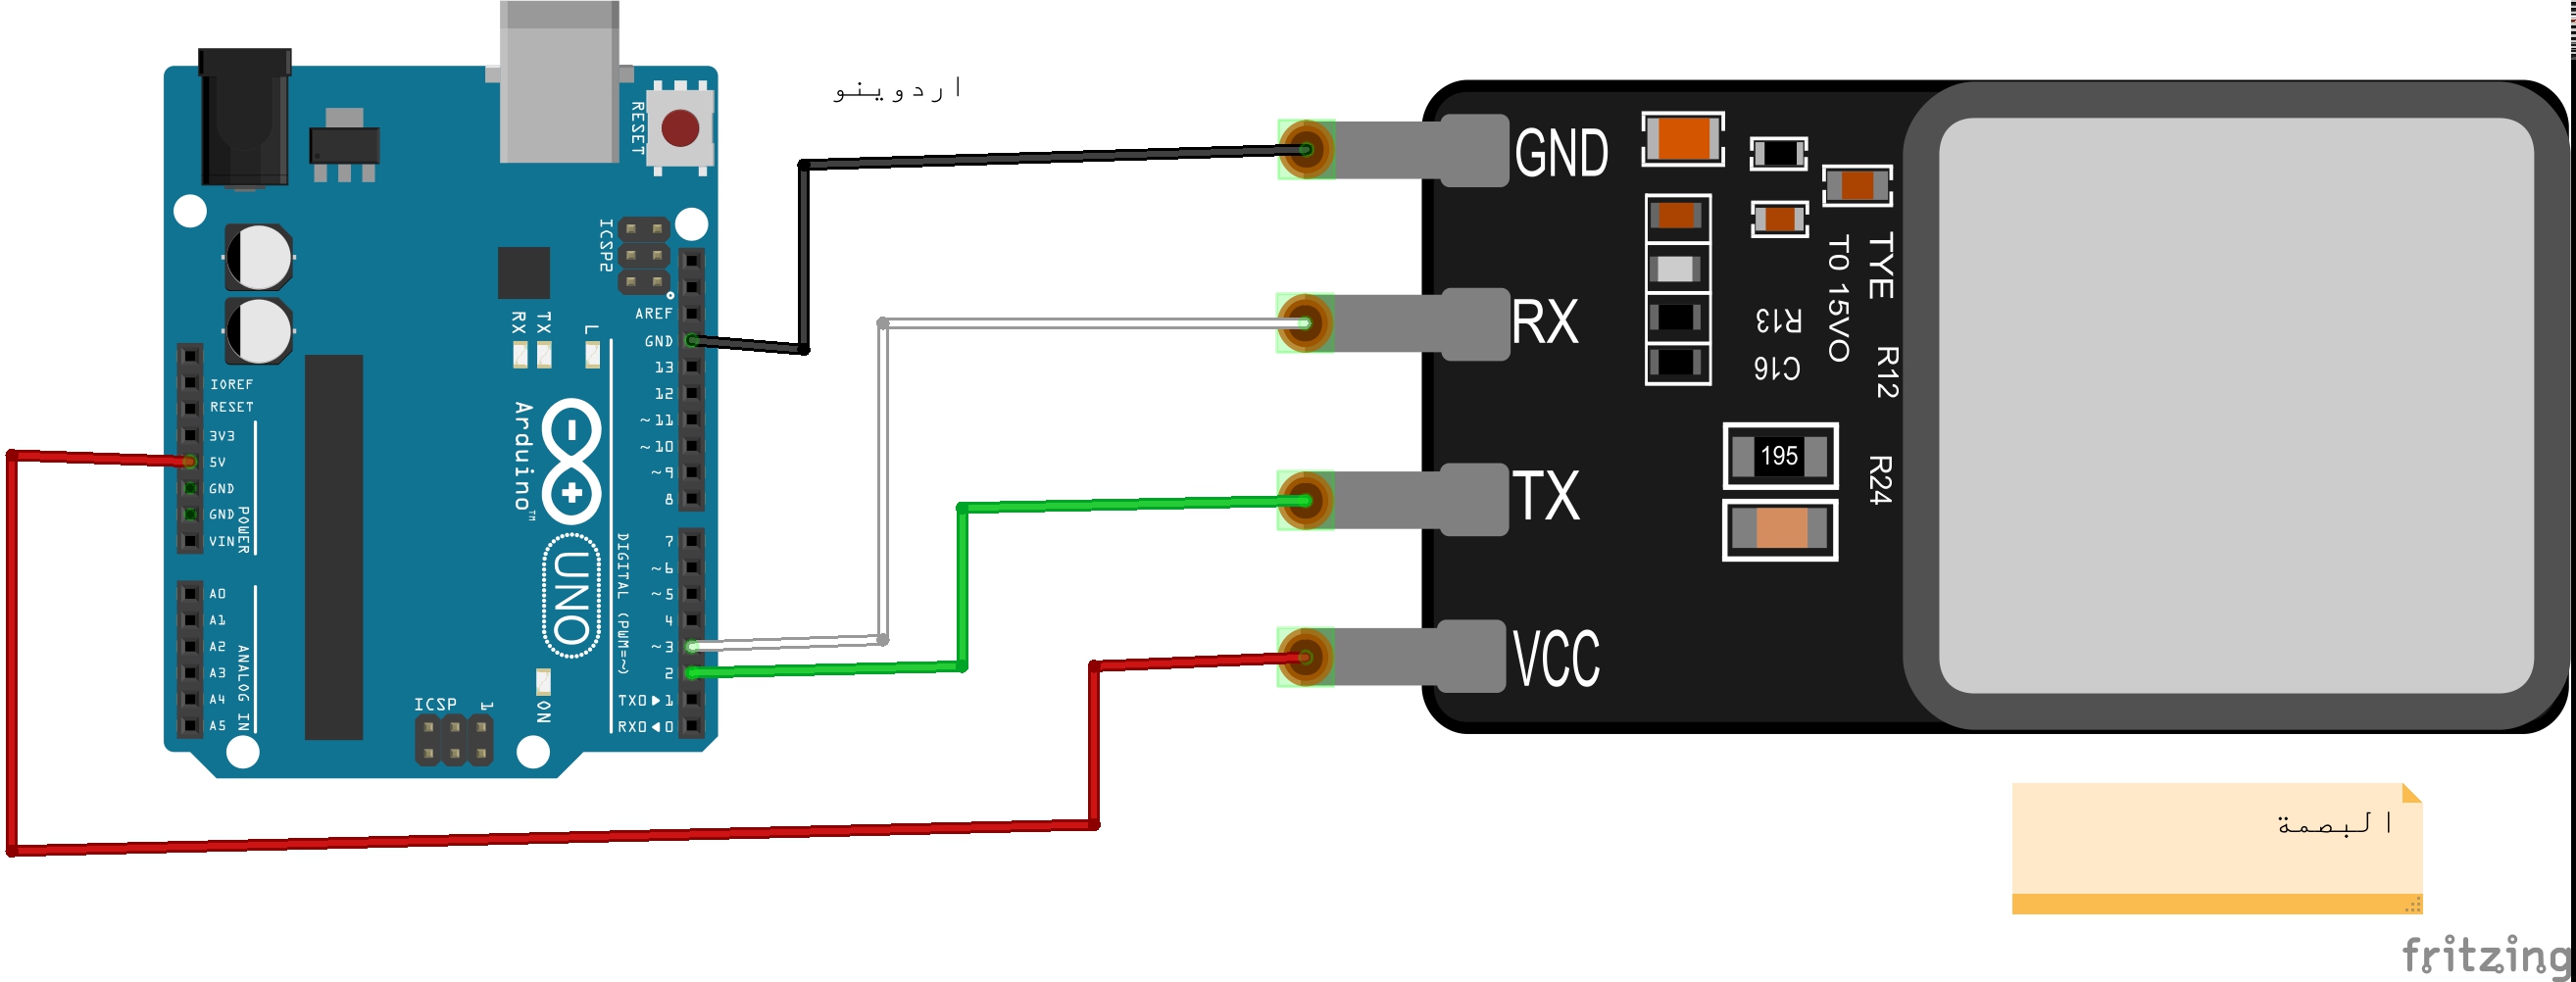 اردوينو
RESET
ICSP2
AREF
GND
13
12
~11
~10
~9
8
7
~6
~5
4
~3
2
TX0▶1
RX0◀0
DIGITAL (PWM=~)
RX
TX
L
Arduino™
UNO
ON
ICSP
1
IOREF
RESET
3V3
5V
GND
GND
VIN
POWER
A0
A1
A2
A3
A4
A5
ANALOG IN
GND
RX
TX
VCC
TYE
T0 15VO
R13
C16
R12
R24
195
البصمة
fritzing